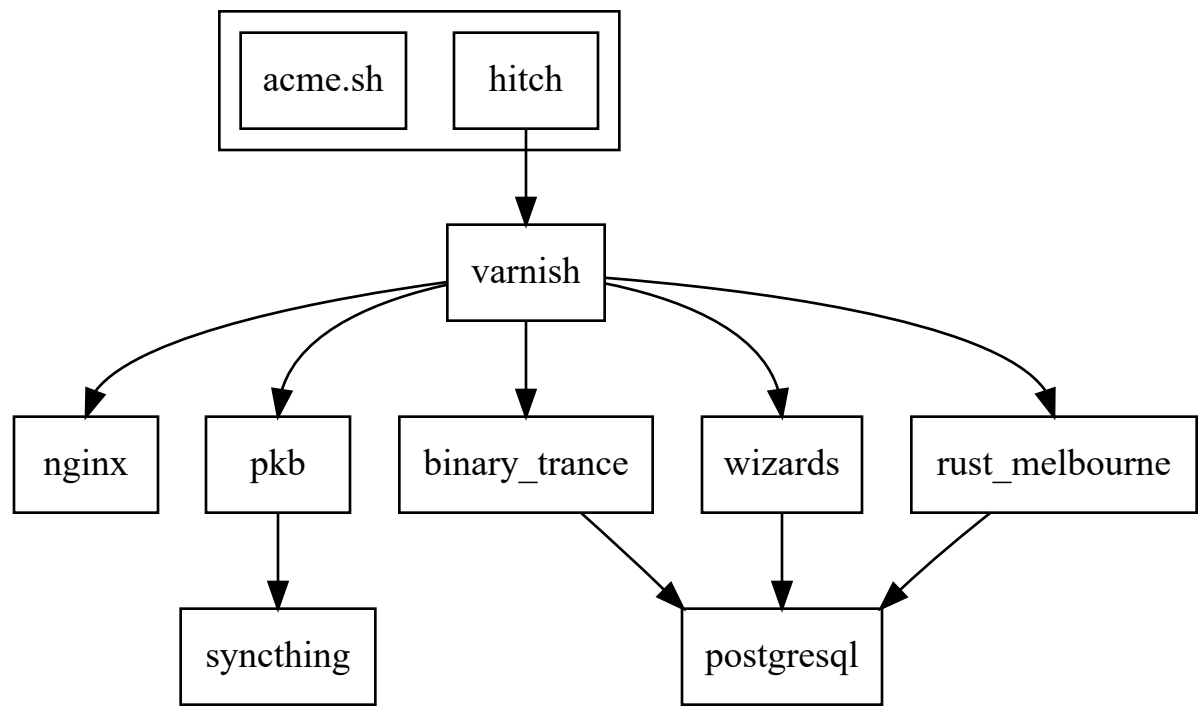 acme.sh
hitch
varnish
nginx
pkb
binary_trance
wizards
rust_melbourne
syncthing
postgresql